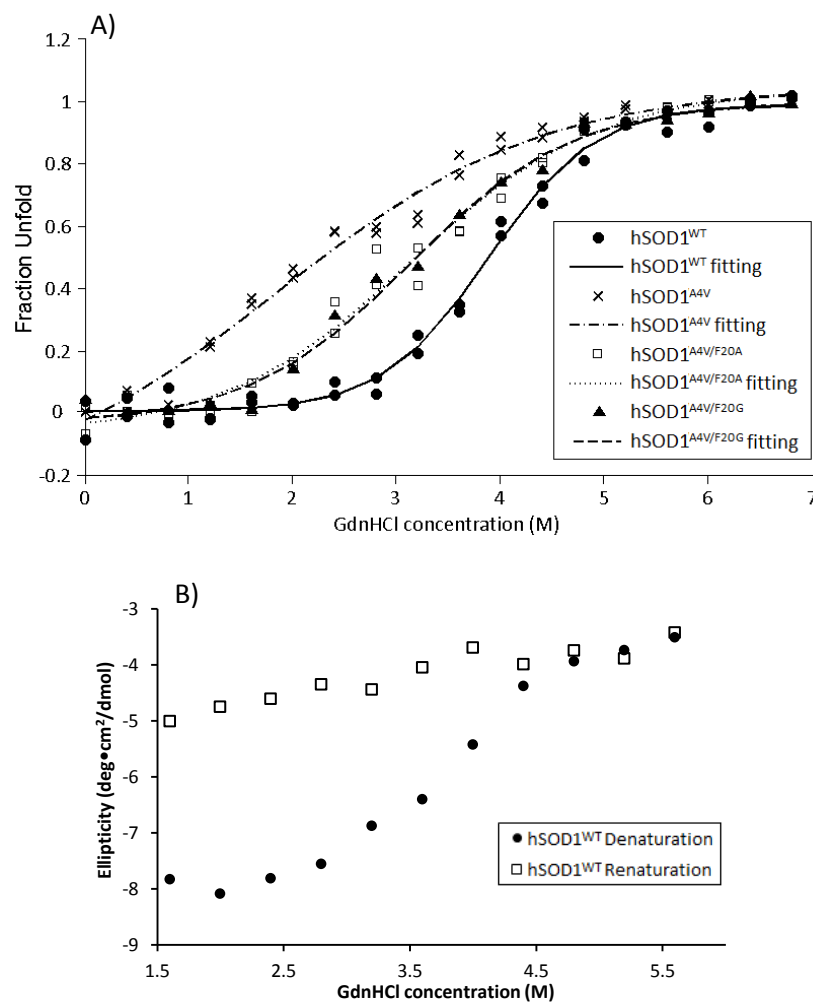 A)
Fraction Unfold
1.2
1
0.8
0.6
0.4
0.2
0
-0.2
0 1 2 3 4 5 6 7
GdnHCl concentration (M)
hSOD1WT
hSOD1WT fitting
hSOD1A4V
hSOD1A4V fitting
hSOD1A4V/F20A
hSOD1A4V/F20A fitting
hSOD1A4V/F20G
hSOD1A4V/F20G fitting
B)
Ellipticity (deg•cm2/dmol)
-3
-4
-5
-6
-7
-8
-9
1.5 2.5 3.5 4.5 5.5
GdnHCl concentration (M)
hSOD1WT Denaturation
hSOD1WT Renaturation